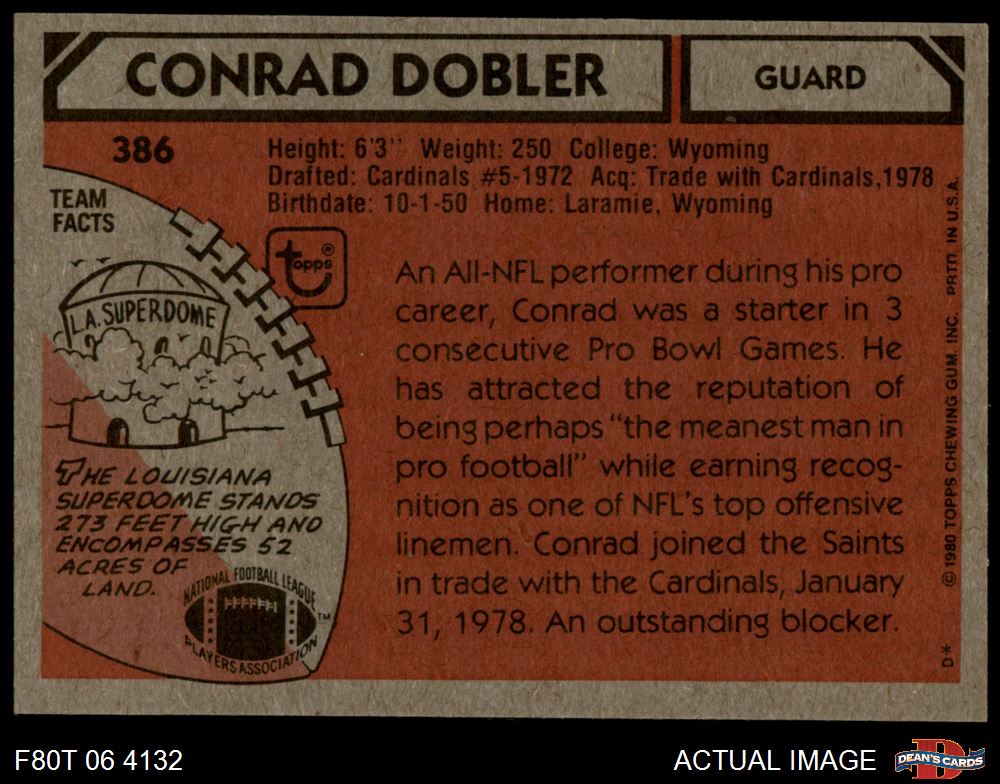 CONRAD DOBLER
GUARD
386
Height: 6'3" Weight: 250 College: Wyoming
Drafted: Cardinals #5-1972 Acq: Trade with Cardinals, 1978
Birthdate: 10-1-50 Home: Laramie, Wyoming
TEAM
FACTS
topps®
L.A. SUPERDOME
THE LOUISIANA
SUPERDOME STANDS
273 FEET HIGH AND
ENCOMPASSES 52
ACRES OF
LAND.
NATIONAL FOOTBALL LEAGUE
PLAYERS ASSOCIATION
TM
An All-NFL performer during his pro
career, Conrad was a starter in 3
consecutive Pro Bowl Games. He
has attracted the reputation of
being perhaps "the meanest man in
pro football" while earning recog-
nition as one of NFL's top offensive
linemen. Conrad joined the Saints
in trade with the Cardinals, January
31, 1978. An outstanding blocker.
© 1980 TOPPS CHEWING GUM, INC. PRTD. IN U.S.A.
D*
F80T 06 4132
ACTUAL IMAGE
D
DEAN'S CARDS